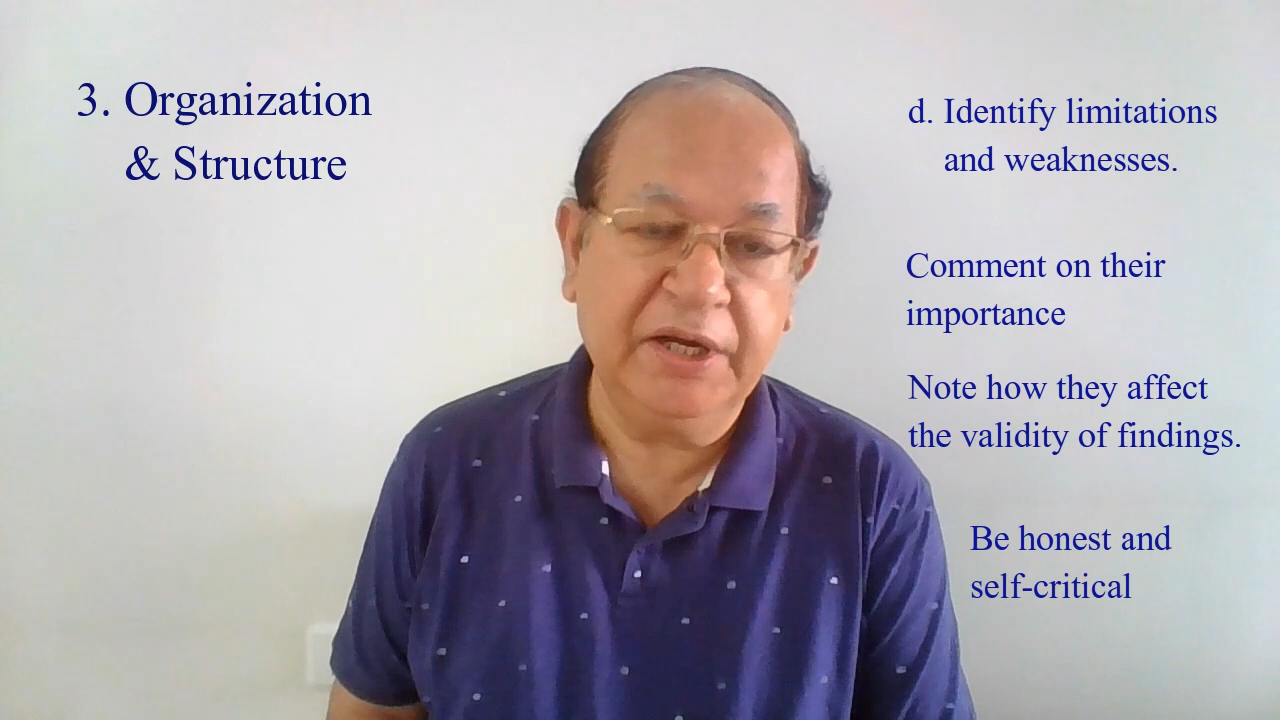 3. Organization
& Structure
d. Identify limitations
and weaknesses.
Comment on their
importance
Note how they affect
the validity of findings.
Be honest and
self-critical